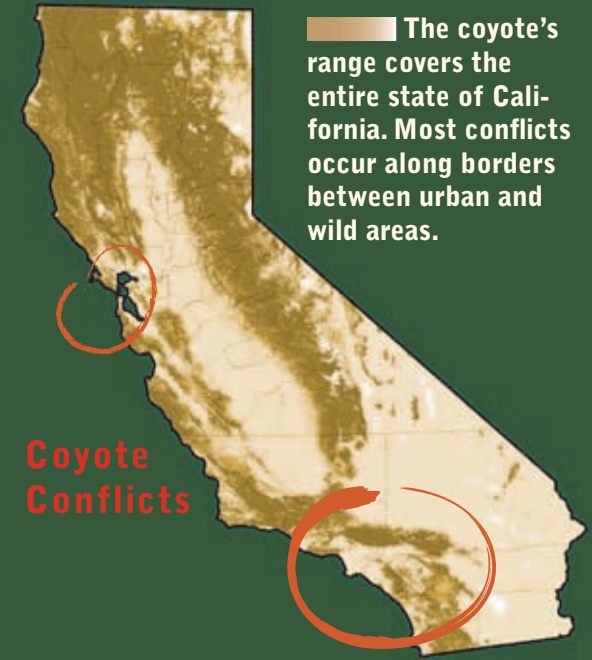 The coyote's
range covers the
entire state of Cali-
fornia. Most conflicts
occur along borders
between urban and
wild areas.
Coyote
Conflicts